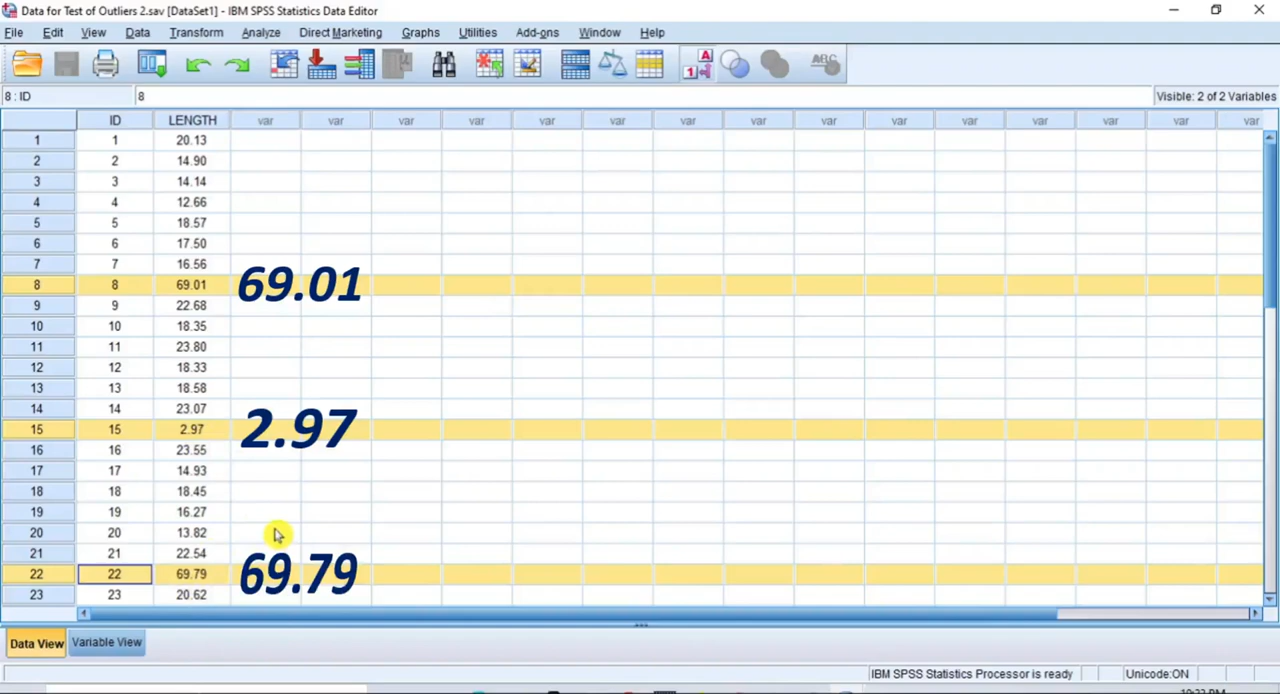 Data for Test of Outliers 2.sav [DataSet1] - IBM SPSS Statistics Data Editor
File Edit View Data Transform Analyze Direct Marketing Graphs Utilities Add-ons Window Help
A 1 ABC
8 : ID 8 Visible: 2 of 2 Variables
ID LENGTH var var var var var var var var var var var var var var var
1 1 20.13
2 2 14.90
3 3 14.14
4 4 12.66
5 5 18.57
6 6 17.50
7 7 16.56
8 8 69.01 69.01
9 9 22.68
10 10 18.35
11 11 23.80
12 12 18.33
13 13 18.58
14 14 23.07
15 15 2.97 2.97
16 16 23.55
17 17 14.93
18 18 18.45
19 19 16.27
20 20 13.82
21 21 22.54
22 22 69.79 69.79
23 23 20.62
Data View Variable View
IBM SPSS Statistics Processor is ready Unicode:ON